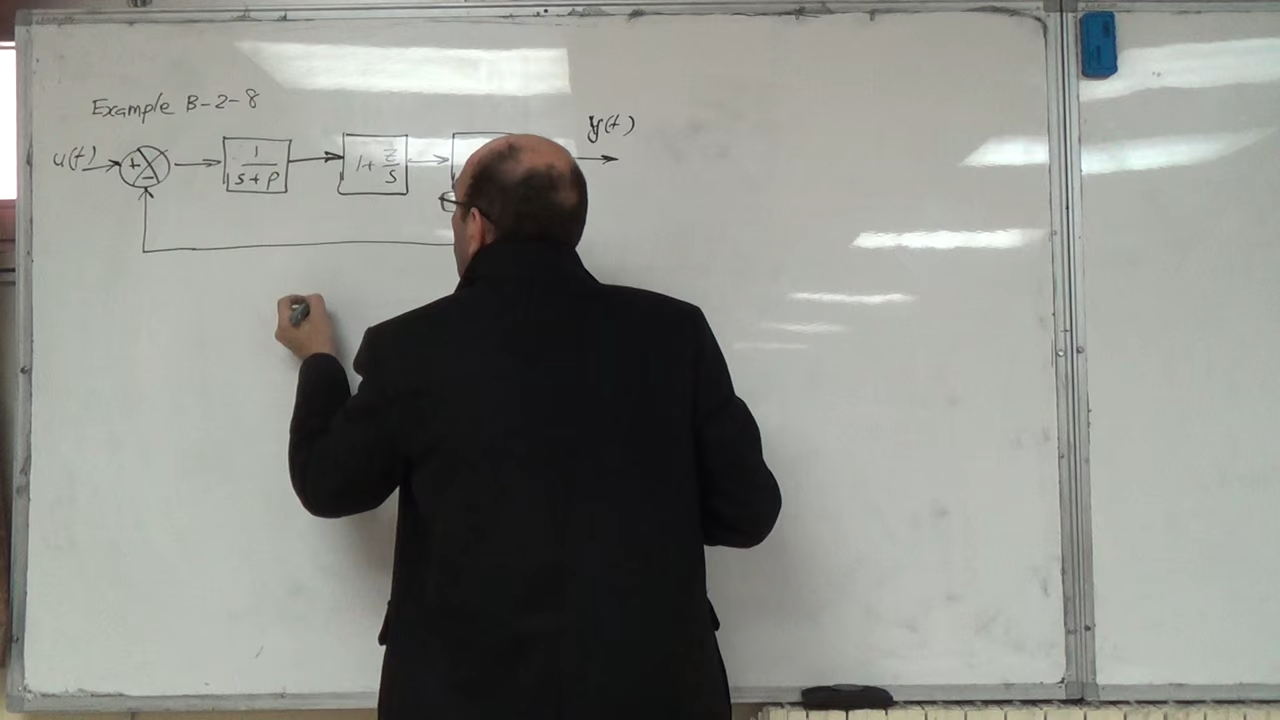 Example B-2-8
u(t) + - 1/(s+p) 1+z/s y(t)